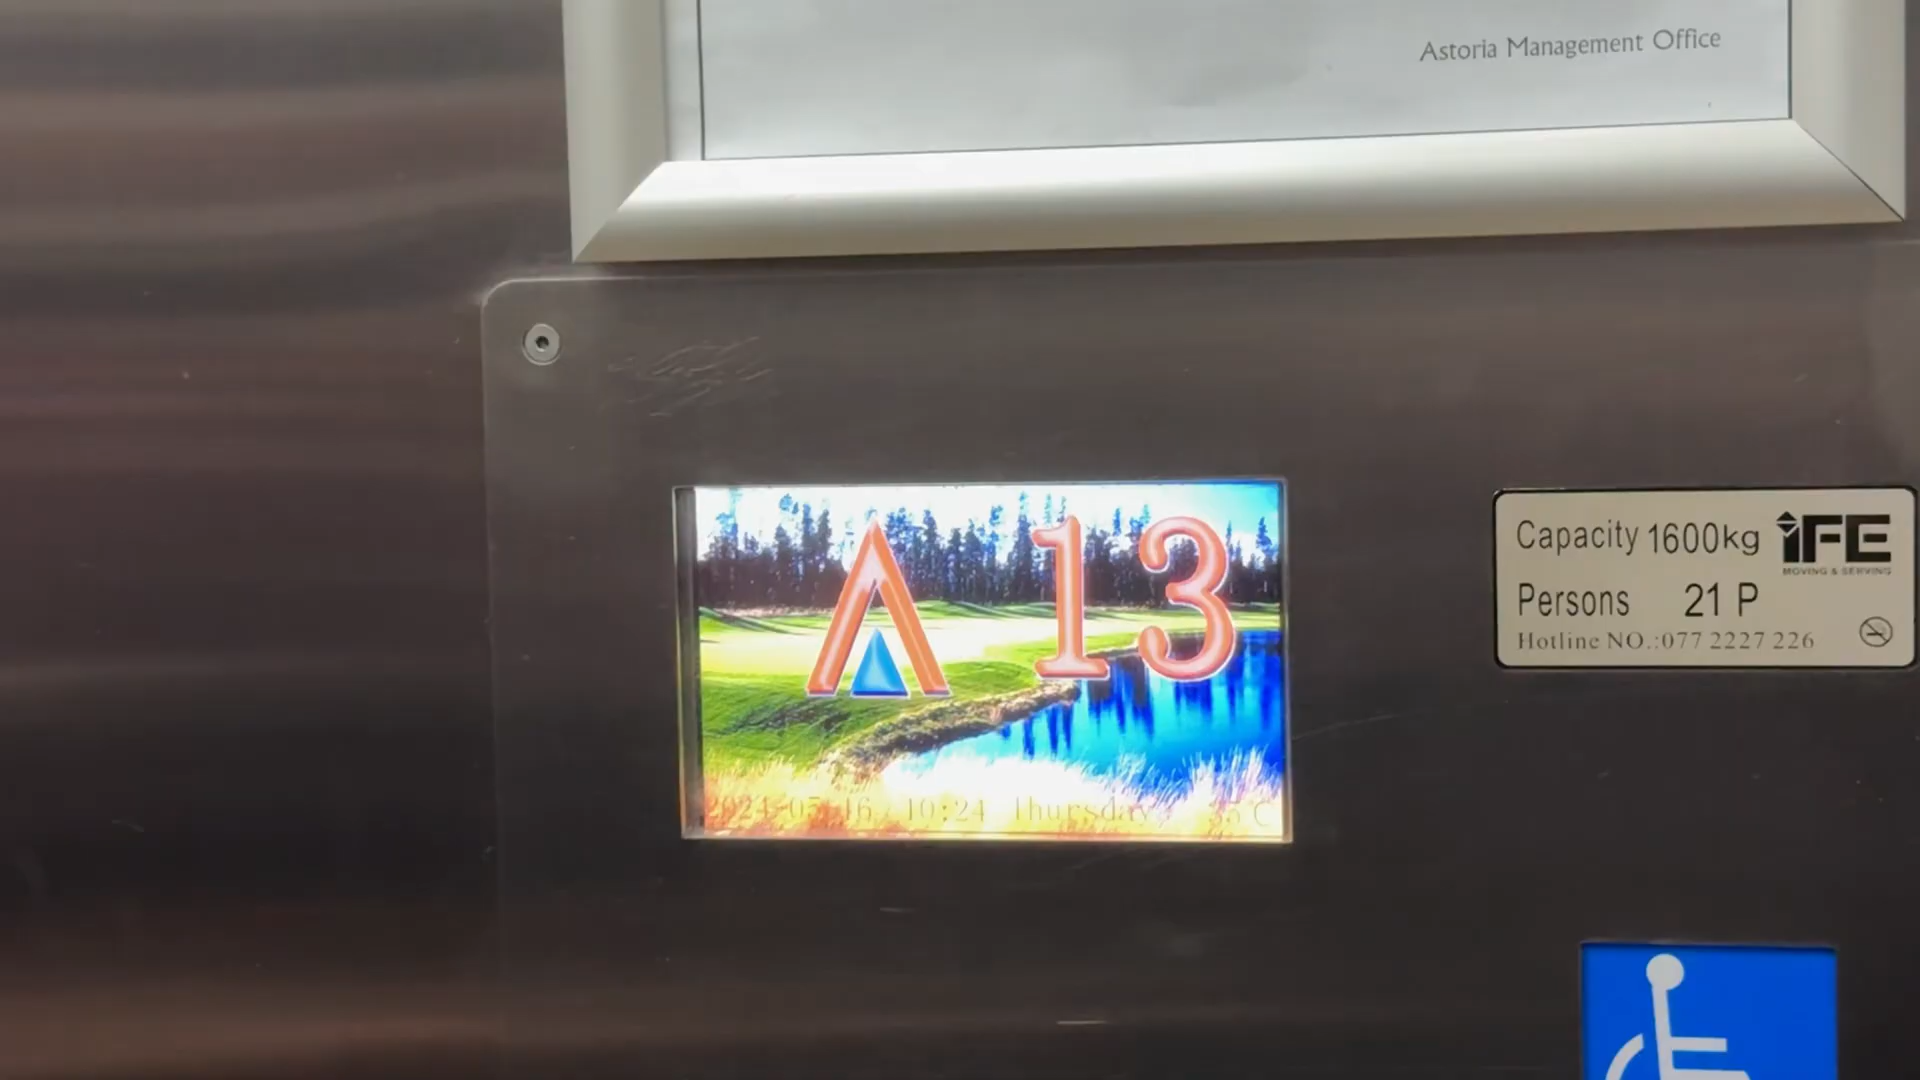 Astoria Management Office
13
2024-05-16 10:24 Thursday 35°C
Capacity 1600kg iFE
MOVING & SERVING
Persons 21 P
Hotline NO.:077 2227 226